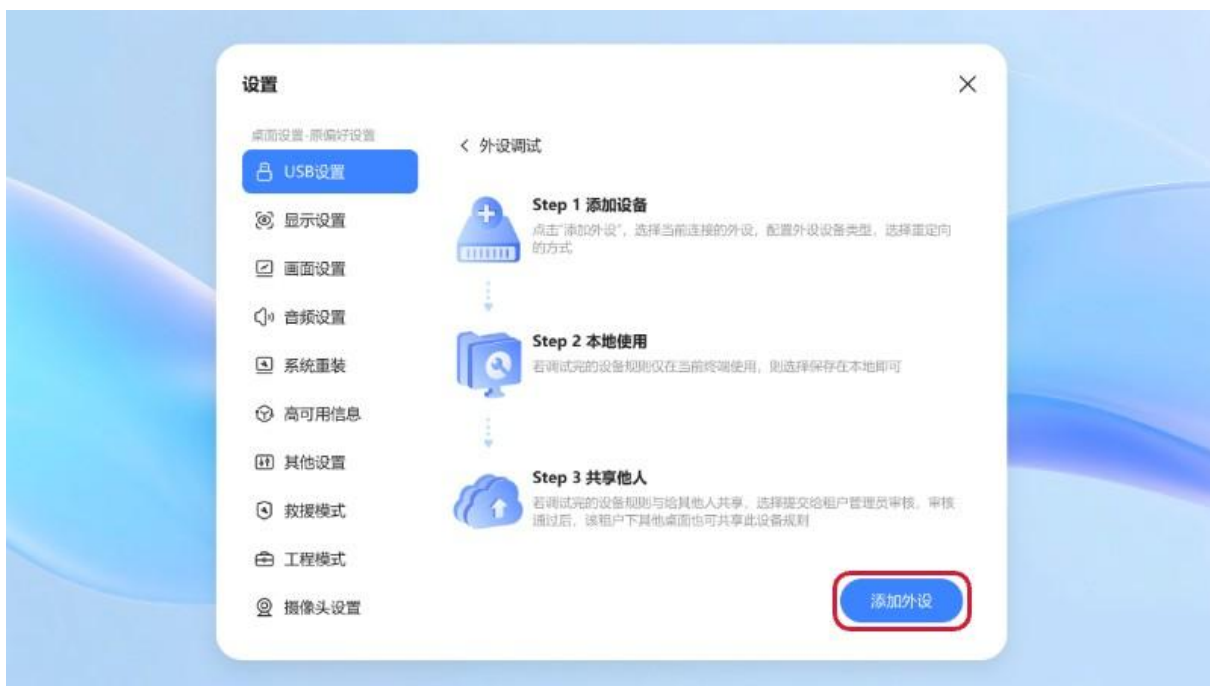 设置
桌面设置-原偏好设置
USB设置
显示设置
画面设置
音频设置
系统重装
高可用信息
其他设置
救援模式
工程模式
摄像头设置
外设调试
Step 1 添加设备
点击“添加外设”，选择当前连接的外设，配置外设设备类型，选择重定向
的方式
Step 2 本地使用
若调试完的设备规则仅在当前终端使用，则选择保存在本地即可
Step 3 共享他人
若调试完的设备规则与给其他人共享，选择提交给租户管理员审核，审核
通过后，该租户下其他桌面也可共享此设备规则
添加外设